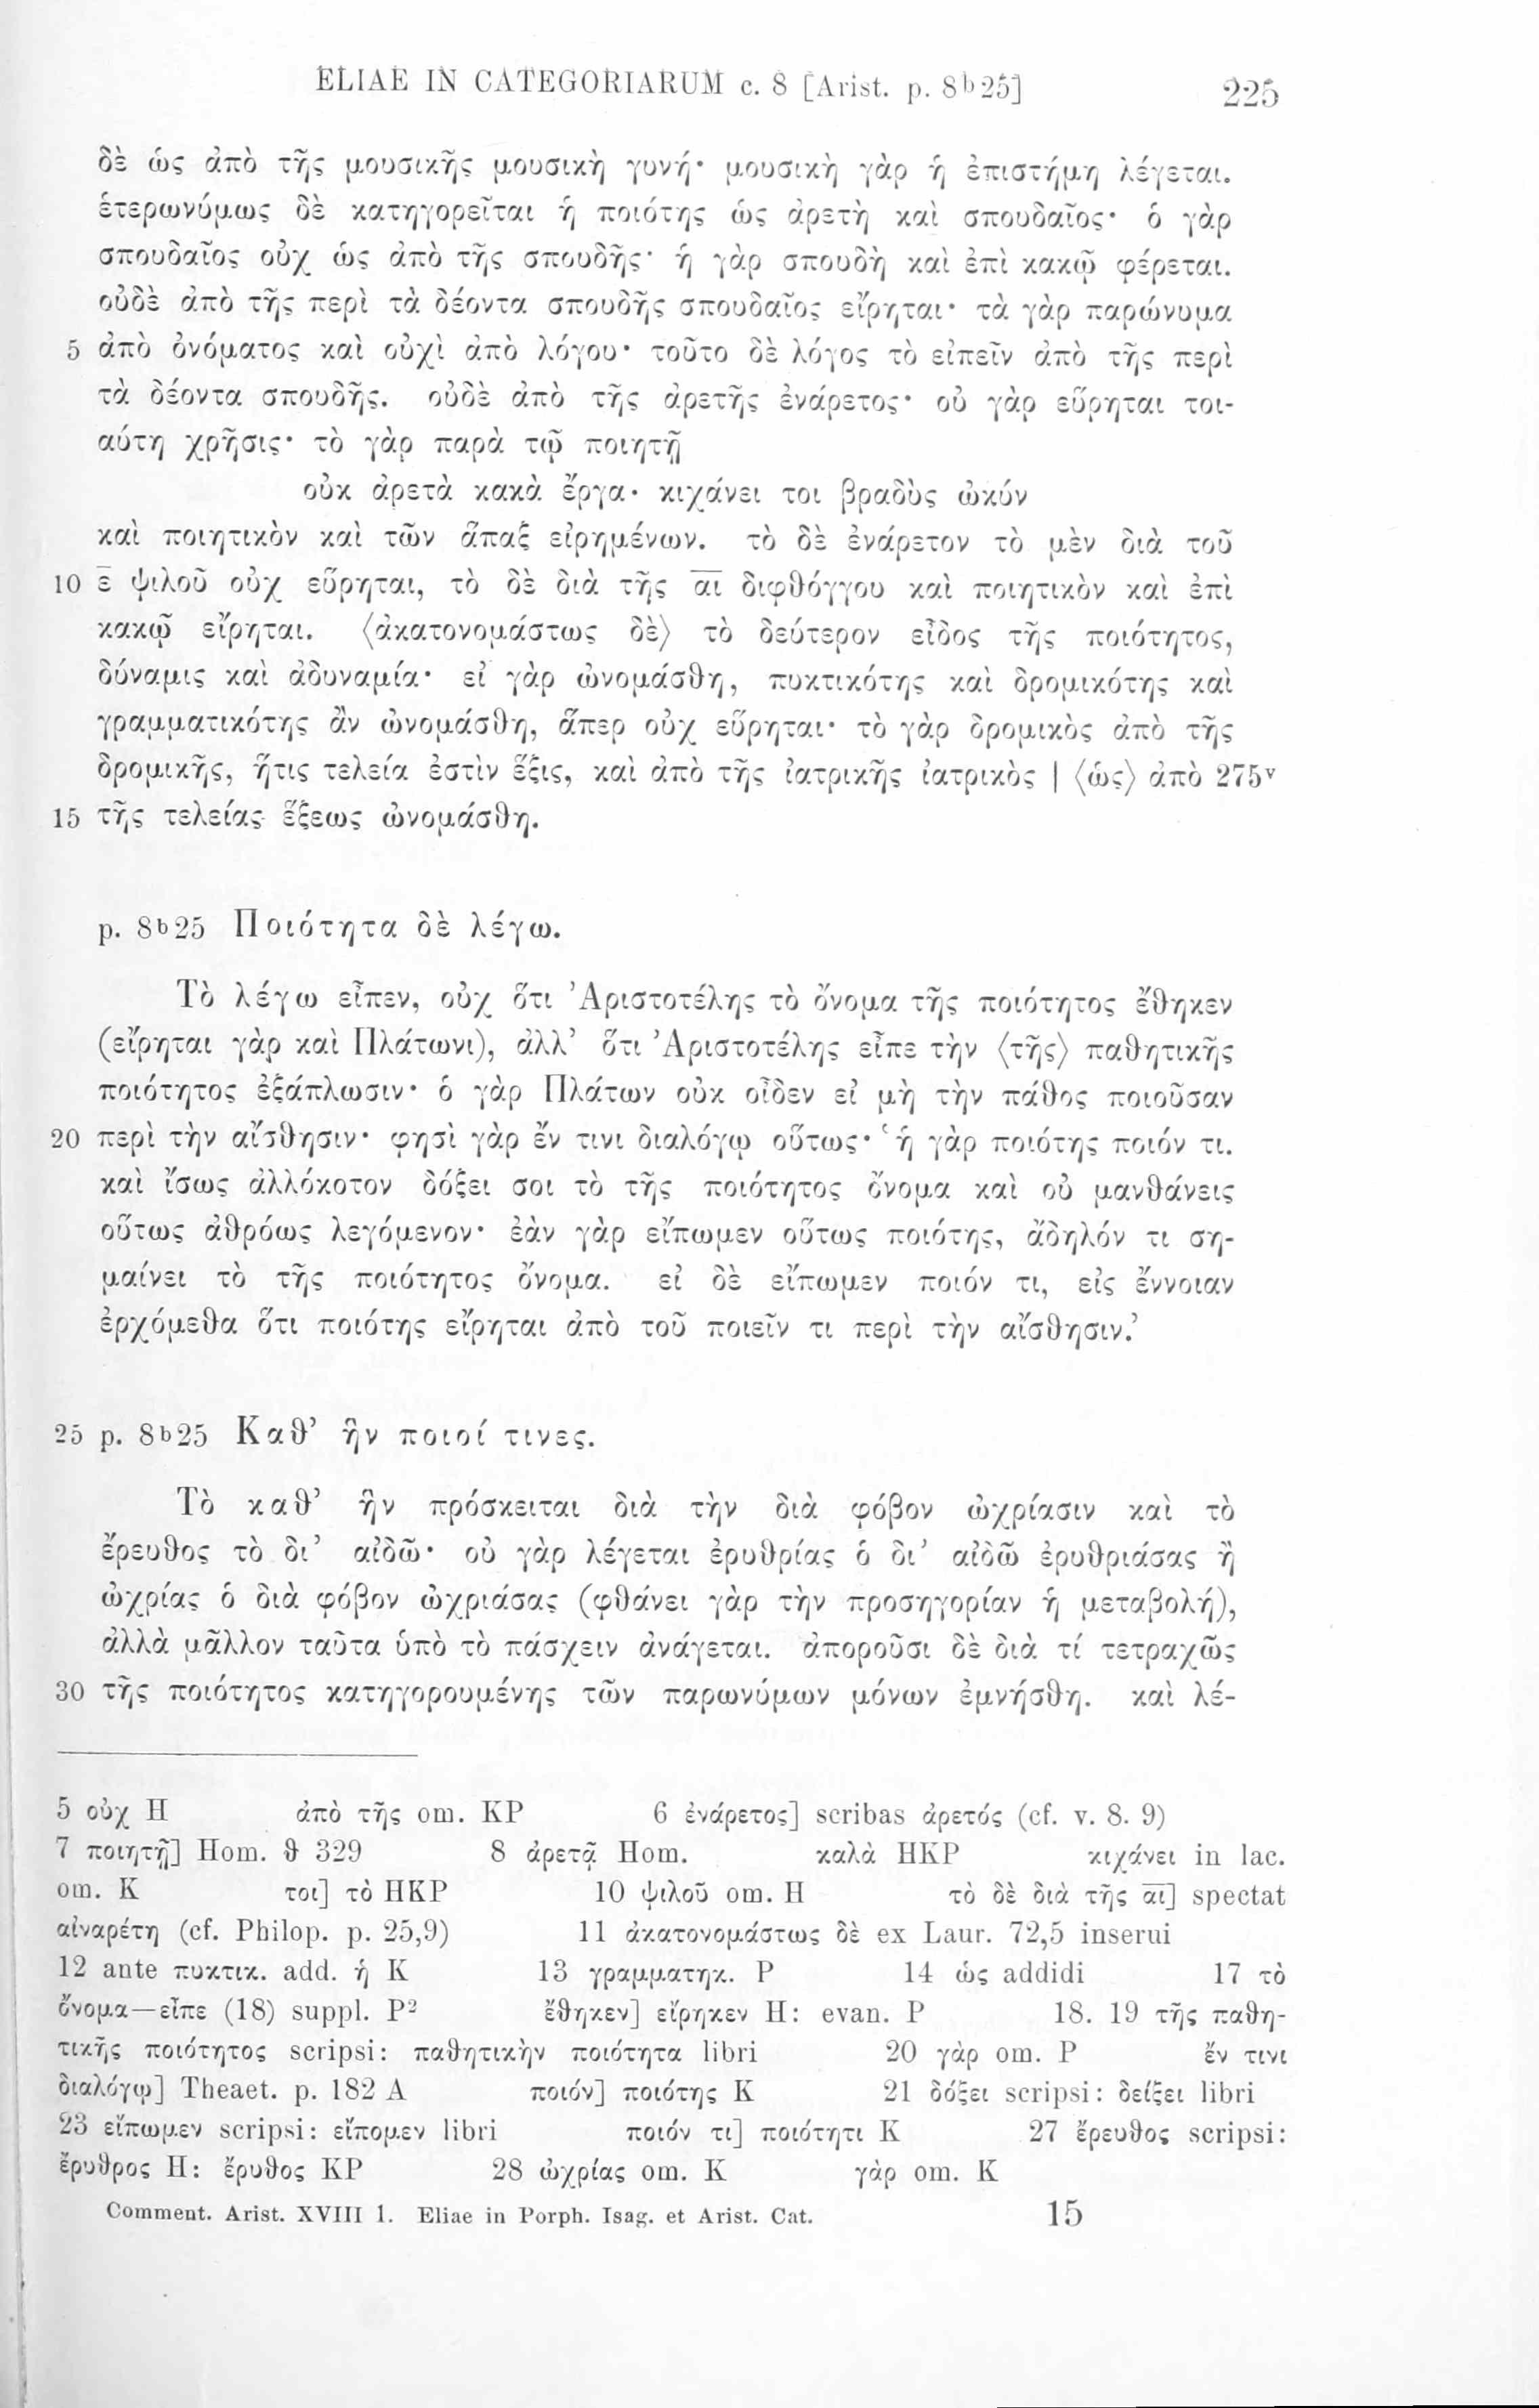 ELIAE IN CATEGORIARUM c. 8 [Arist. p. 8b25] 225
δὲ ὡς ἀπὸ τῆς μουσικῆς μουσικὴ γυνή· μουσικὴ γὰρ ἡ ἐπιστήμη λέγεται.
ἑτερωνύμως δὲ κατηγορεῖται ἡ ποιότης ὡς ἀρετὴ καὶ σπουδαῖος· ὁ γὰρ
σπουδαῖος οὐχ ὡς ἀπὸ τῆς σπουδῆς· ἡ γὰρ σπουδὴ καὶ ἐπὶ κακῷ φέρεται.
οὐδὲ ἀπὸ τῆς περὶ τὰ δέοντα σπουδῆς σπουδαῖος εἴρηται· τὰ γὰρ παρώνυμα
5 ἀπὸ ὀνόματος καὶ οὐχὶ ἀπὸ λόγου· τοῦτο δὲ λόγος τὸ εἰπεῖν ἀπὸ τῆς περὶ
τὰ δέοντα σπουδῆς. οὐδὲ ἀπὸ τῆς ἀρετῆς ἐνάρετος· οὐ γὰρ εὕρηται τοι-
αύτη χρῆσις· τὸ γὰρ παρὰ τῷ ποιητῇ
οὐκ ἀρετὰ κακὰ ἔργα· κιχάνει τοι βραδὺς ὠκύν
καὶ ποιητικὸν καὶ τῶν ἅπαξ εἰρημένων. τὸ δὲ ἐνάρετον τὸ μὲν διὰ τοῦ
10 ε̅ ψιλοῦ οὐχ εὕρηται, τὸ δὲ διὰ τῆς α̅ι̅ διφθόγγου καὶ ποιητικὸν καὶ ἐπὶ
κακῷ εἴρηται. ⟨ἀκατονομάστως δὲ⟩ τὸ δεύτερον εἶδος τῆς ποιότητος,
δύναμις καὶ ἀδυναμία· εἰ γὰρ ὠνομάσθη, πυκτικότης καὶ δρομικότης καὶ
γραμματικότης ἂν ὠνομάσθη, ἅπερ οὐχ εὕρηται· τὸ γὰρ δρομικὸς ἀπὸ τῆς
δρομικῆς, ἥτις τελεία ἐστὶν ἕξις, καὶ ἀπὸ τῆς ἰατρικῆς ἰατρικὸς | ⟨ὡς⟩ ἀπὸ 275v
15 τῆς τελείας ἕξεως ὠνομάσθη.
p. 8b25 Ποιότητα δὲ λέγω.
Τὸ λέγω εἶπεν, οὐχ ὅτι Ἀριστοτέλης τὸ ὄνομα τῆς ποιότητος ἔθηκεν
(εἴρηται γὰρ καὶ Πλάτωνι), ἀλλ’ ὅτι Ἀριστοτέλης εἶπε τὴν ⟨τῆς⟩ παθητικῆς
ποιότητος ἐξάπλωσιν· ὁ γὰρ Πλάτων οὐκ οἶδεν εἰ μὴ τὴν πάθος ποιοῦσαν
20 περὶ τὴν αἴσθησιν· φησὶ γὰρ ἔν τινι διαλόγῳ οὕτως· ‘ἡ γὰρ ποιότης ποιόν τι.
καὶ ἴσως ἀλλόκοτον δόξει σοι τὸ τῆς ποιότητος ὄνομα καὶ οὐ μανθάνεις
οὕτως ἀθρόως λεγόμενον· ἐὰν γὰρ εἴπωμεν οὕτως ποιότης, ἄδηλόν τι ση-
μαίνει τὸ τῆς ποιότητος ὄνομα. εἰ δὲ εἴπωμεν ποιόν τι, εἰς ἔννοιαν
ἐρχόμεθα ὅτι ποιότης εἴρηται ἀπὸ τοῦ ποιεῖν τι περὶ τὴν αἴσθησιν.’
25 p. 8b25 Καθ’ ἣν ποιοί τινες.
Τὸ καθ’ ἣν πρόσκειται διὰ τὴν διὰ φόβον ὠχρίασιν καὶ τὸ
ἔρευθος τὸ δι’ αἰδῶ· οὐ γὰρ λέγεται ἐρυθρίας ὁ δι’ αἰδῶ ἐρυθριάσας ἢ
ὠχρίας ὁ διὰ φόβον ὠχριάσας (φθάνει γὰρ τὴν προσηγορίαν ἡ μεταβολή),
ἀλλὰ μᾶλλον ταῦτα ὑπὸ τὸ πάσχειν ἀνάγεται. ἀποροῦσι δὲ διὰ τί τετραχῶς
30 τῆς ποιότητος κατηγορουμένης τῶν παρωνύμων μόνων ἐμνήσθη. καὶ λέ-
5 οὐχ H ἀπὸ τῆς om. KP 6 ἐνάρετος] scribas ἀρετός (cf. v. 8. 9)
7 ποιητῇ] Hom. θ 329 8 ἀρετᾷ Hom. καλὰ HKP κιχάνει in lac.
om. K τοι] τὸ HKP 10 ψιλοῦ om. H τὸ δὲ διὰ τῆς α̅ι̅] spectat
αἰναρέτη (cf. Philop. p. 25,9) 11 ἀκατονομάστως δὲ ex Laur. 72,5 inserui
12 ante πυκτικ. add. ἡ K 13 γραμματηκ. P 14 ὡς addidi 17 τὸ
ὄνομα—εἶπε (18) suppl. P2 ἔθηκεν] εἴρηκεν H: evan. P 18. 19 τῆς παθη-
τικῆς ποιότητος scripsi: παθητικὴν ποιότητα libri 20 γὰρ om. P ἔν τινι
διαλόγῳ] Theaet. p. 182 A ποιόν] ποιότης K 21 δόξει scripsi: δείξει libri
23 εἴπωμεν scripsi: εἴπομεν libri ποιόν τι] ποιότητι K 27 ἔρευθος scripsi:
ἔρυθρος H: ἔρυθος KP 28 ὠχρίας om. K γὰρ om. K
Comment. Arist. XVIII 1. Eliae in Porph. Isag. et Arist. Cat. 15